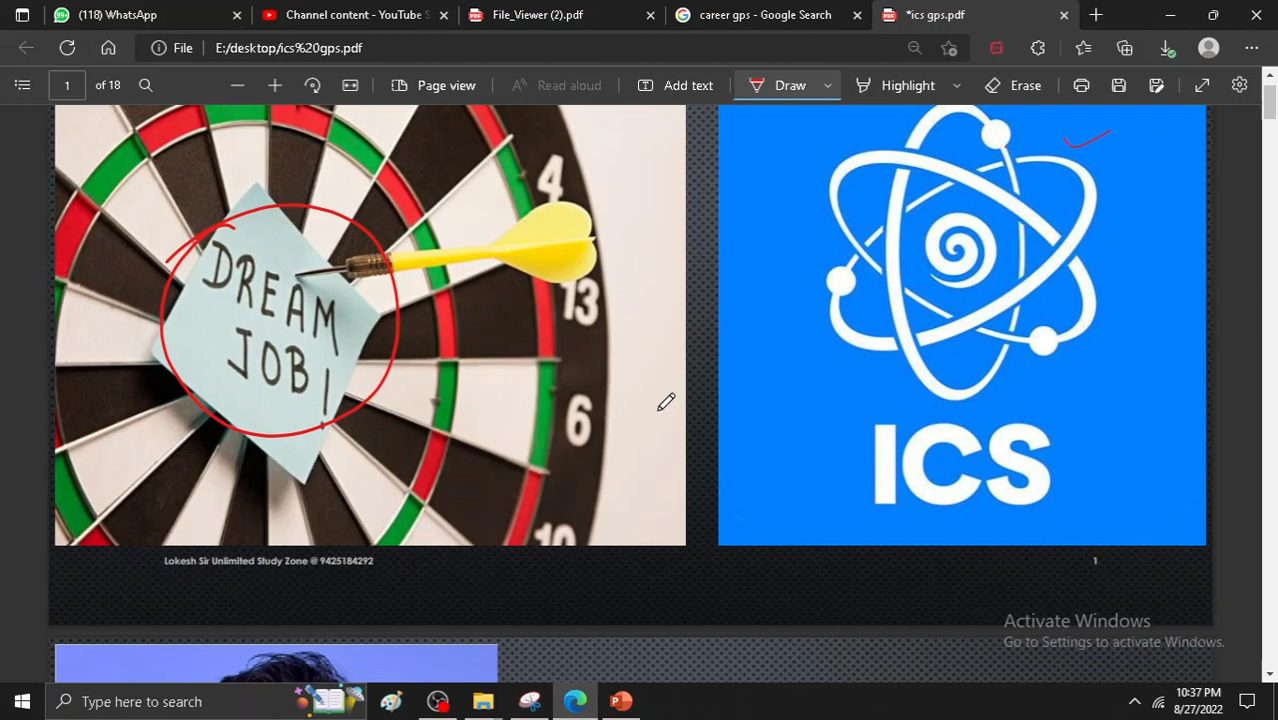 (118) WhatsApp
Channel content - YouTube S
File_Viewer (2).pdf
career gps - Google Search
*ics gps.pdf
File
E:/desktop/ics%20gps.pdf
1
of 18
Page view
Read aloud
Add text
Draw
Highlight
Erase
DREAM
JOB!
4
13
6
10
ICS
Lokesh Sir Unlimited Study Zone @ 9425184292
1
Activate Windows
Go to Settings to activate Windows.
Type here to search
10:37 PM
8/27/2022